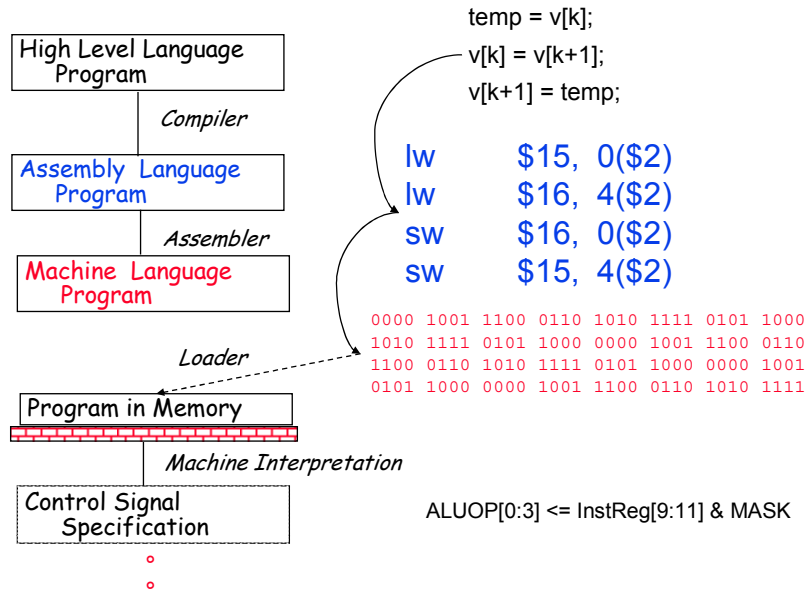 temp = v[k];
v[k] = v[k+1];
v[k+1] = temp;
High Level Language
Program
Compiler
Assembly Language
Program
lw $15, 0($2)
lw $16, 4($2)
sw $16, 0($2)
sw $15, 4($2)
Assembler
Machine Language
Program
0000 1001 1100 0110 1010 1111 0101 1000
1010 1111 0101 1000 0000 1001 1100 0110
1100 0110 1010 1111 0101 1000 0000 1001
0101 1000 0000 1001 1100 0110 1010 1111
Loader
Program in Memory
Machine Interpretation
Control Signal
Specification
ALUOP[0:3] <= InstReg[9:11] & MASK